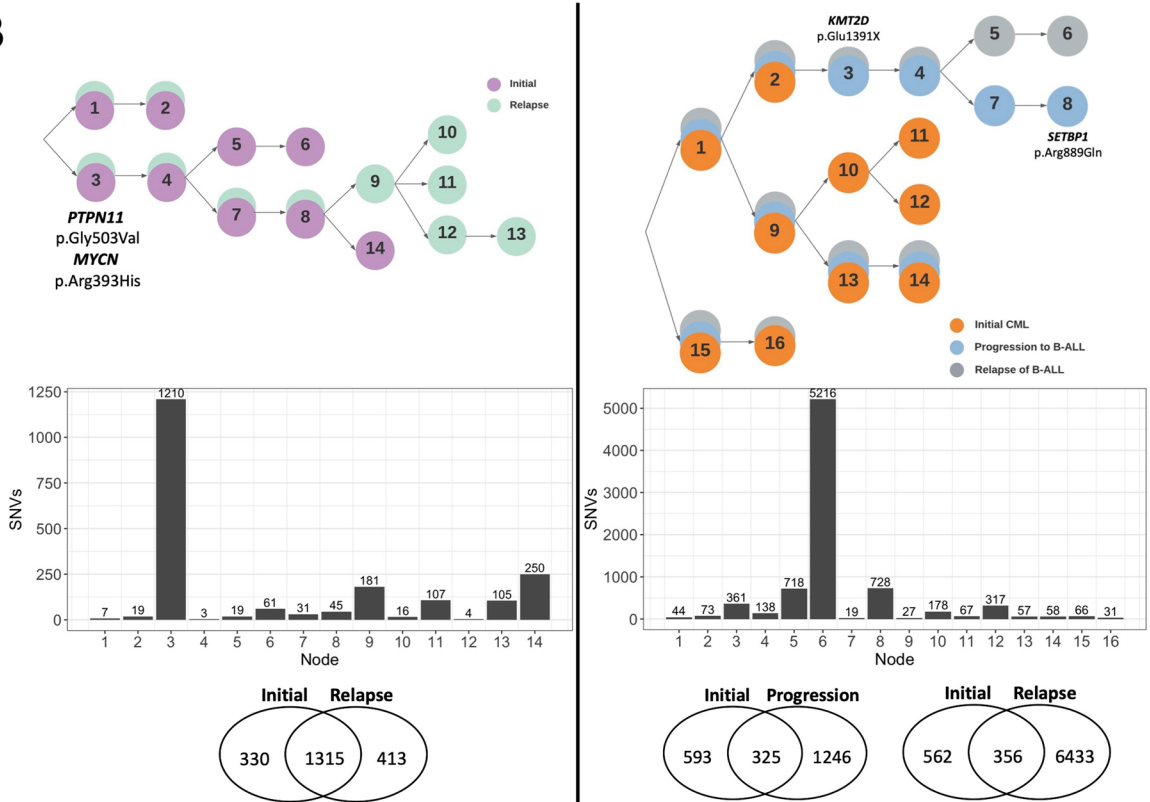 B
1
2
3
4
5
6
7
8
9
10
11
12
13
14
Initial
Relapse
PTPN11
p.Gly503Val
MYCN
p.Arg393His
KMT2D
p.Glu1391X
1
2
3
4
5
6
7
8
SETBP1
p.Arg889Gln
9
10
11
12
13
14
15
16
Initial CML
Progression to B-ALL
Relapse of B-ALL
SNVs
1250
1000
750
500
250
0
7 19 1210 3 19 61 31 45 181 16 107 4 105 250
1 2 3 4 5 6 7 8 9 10 11 12 13 14
Node
SNVs
5000
4000
3000
2000
1000
0
44 73 361 138 718 5216 19 728 27 178 67 317 57 58 66 31
1 2 3 4 5 6 7 8 9 10 11 12 13 14 15 16
Node
Initial Relapse
330 1315 413
Initial Progression
593 325 1246
Initial Relapse
562 356 6433